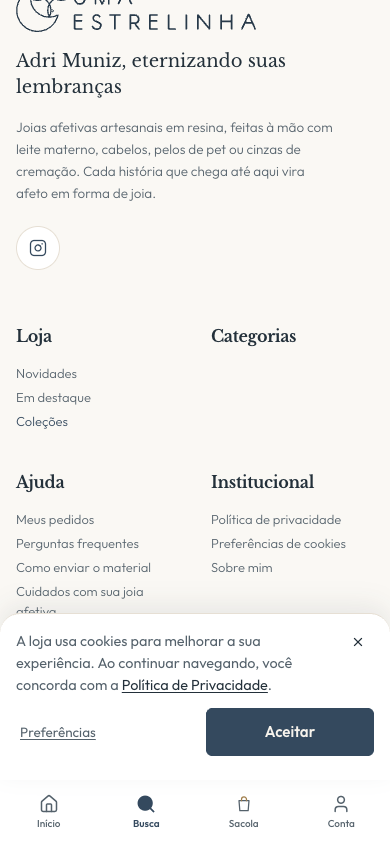 UMA
ESTRELINHA
Adri Muniz, eternizando suas
lembranças
Joias afetivas artesanais em resina, feitas à mão com
leite materno, cabelos, pelos de pet ou cinzas de
cremação. Cada história que chega até aqui vira
afeto em forma de joia.
Loja
Novidades
Em destaque
Coleções
Categorias
Ajuda
Meus pedidos
Perguntas frequentes
Como enviar o material
Cuidados com sua joia
afetiva
Institucional
Política de privacidade
Preferências de cookies
Sobre mim
A loja usa cookies para melhorar a sua
experiência. Ao continuar navegando, você
concorda com a Política de Privacidade.
Preferências
Aceitar
Início
Busca
Sacola
Conta